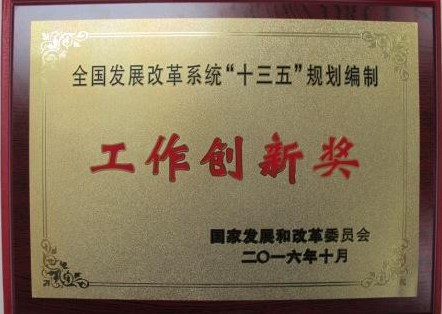 全国发展改革系统“十三五”规划编制
工作创新奖
国家发展和改革委员会
二〇一六年十月